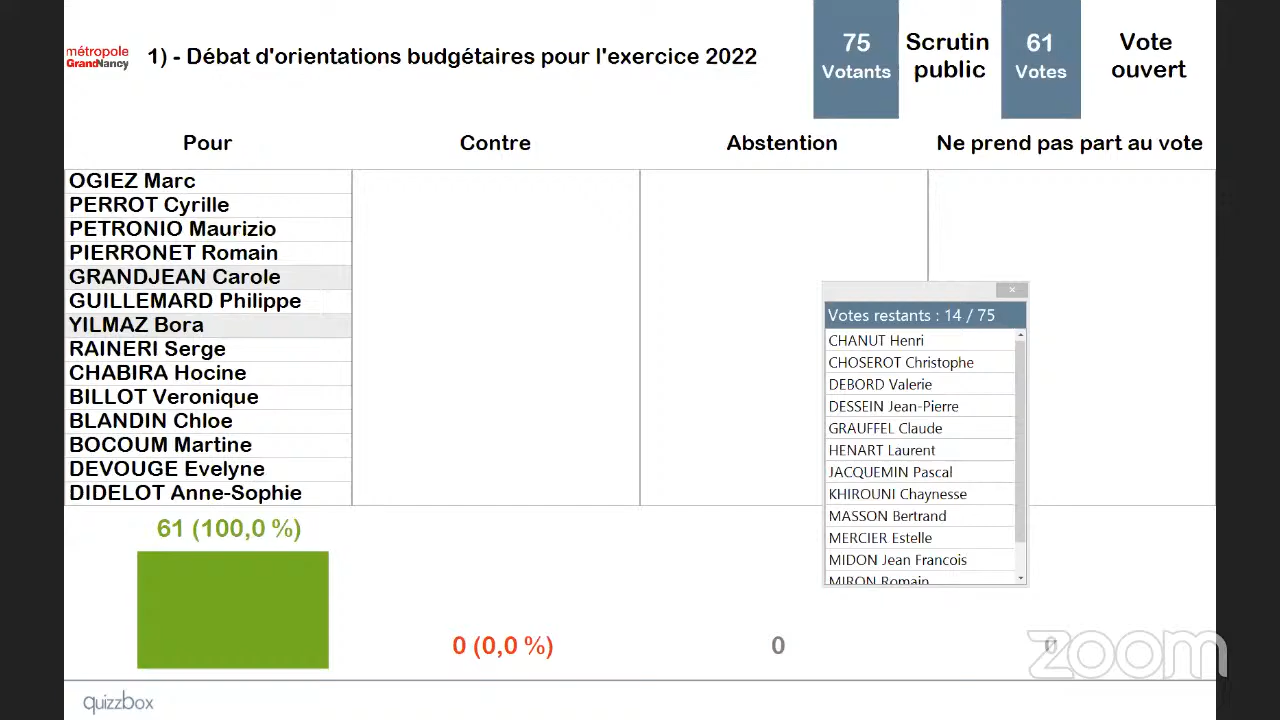 métropole
GrandNancy
1) - Débat d'orientations budgétaires pour l'exercice 2022
75
Votants
Scrutin
public
61
Votes
Vote
ouvert
Pour
Contre
Abstention
Ne prend pas part au vote
OGIEZ Marc
PERROT Cyrille
PETRONIO Maurizio
PIERRONET Romain
GRANDJEAN Carole
GUILLEMARD Philippe
YILMAZ Bora
RAINERI Serge
CHABIRA Hocine
BILLOT Veronique
BLANDIN Chloe
BOCOUM Martine
DEVOUGE Evelyne
DIDELOT Anne-Sophie
Votes restants : 14 / 75
CHANUT Henri
CHOSEROT Christophe
DEBORD Valerie
DESSEIN Jean-Pierre
GRAUFFEL Claude
HENART Laurent
JACQUEMIN Pascal
KHIROUNI Chaynesse
MASSON Bertrand
MERCIER Estelle
MIDON Jean Francois
MIRON Romain
61 (100,0 %)
0 (0,0 %)
0
0
zoom
quizzbox